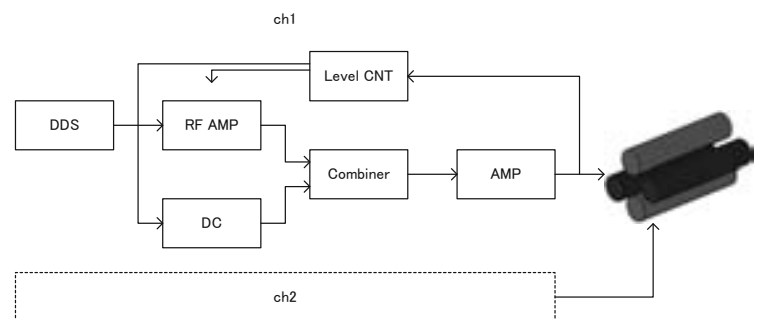 ch1
Level CNT
DDS
RF AMP
Combiner
AMP
DC
ch2